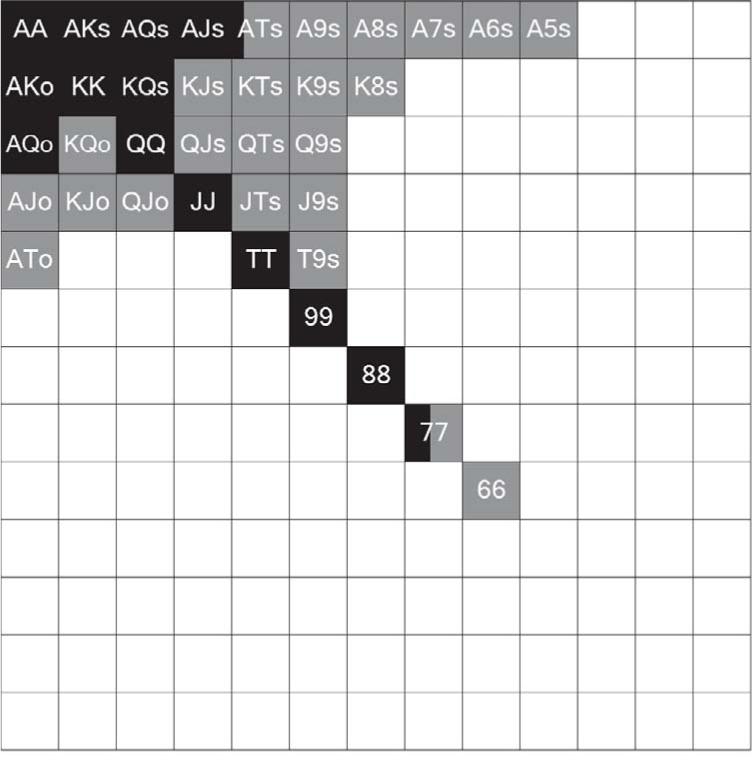 AA AKs AQs AJs ATs A9s A8s A7s A6s A5s
AKo KK KQs KJs KTs K9s K8s
AQo KQo QQ QJs QTs Q9s
AJo KJo QJo JJ JTs J9s
ATo TT T9s
99
88
77
66